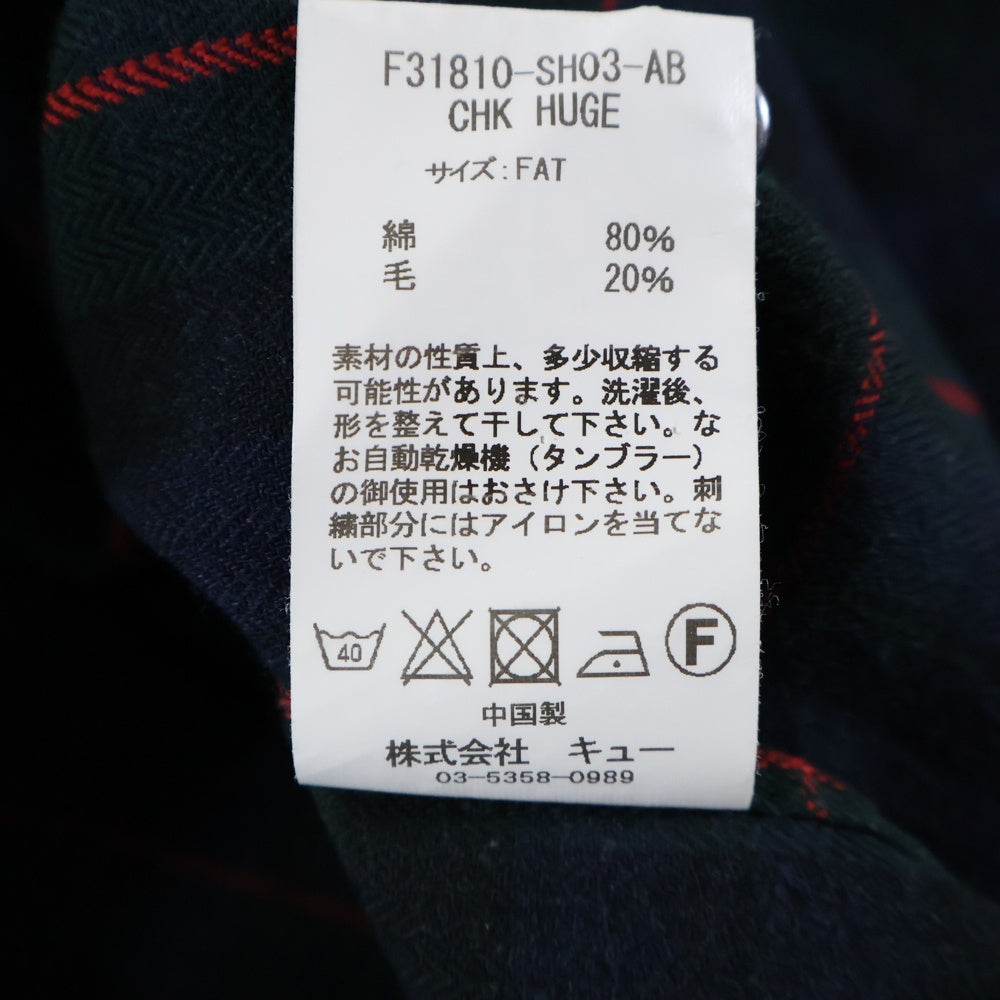 F31810-SH03-AB
CHK HUGE
サイズ:FAT
綿 80%
毛 20%
素材の性質上、多少収縮する
可能性があります。洗濯後、
形を整えて干して下さい。な
お自動乾燥機（タンブラー）
の御使用はおさけ下さい。刺
繍部分にはアイロンを当てな
いで下さい。
40 F
中国製
株式会社 キュー
03-5358-0989